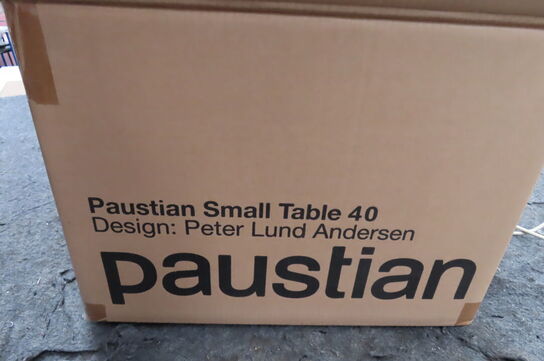 Paustian Small Table 40
Design: Peter Lund Andersen
paustian